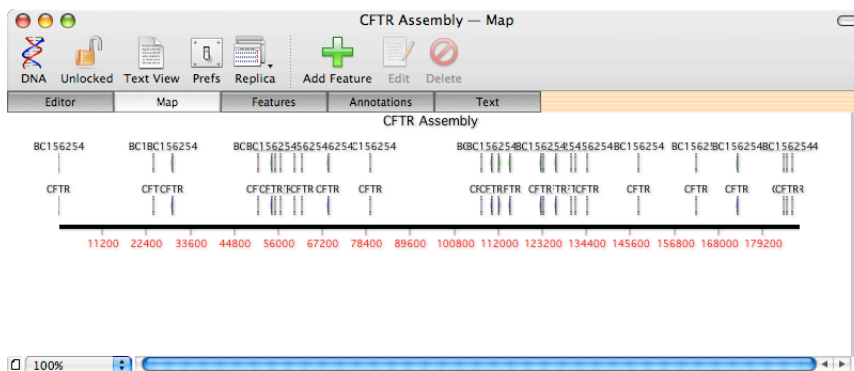 CFTR Assembly — Map
DNA Unlocked Text View Prefs Replica Add Feature Edit Delete
Editor Map Features Annotations Text
CFTR Assembly
BC156254 BC156254 BC156254 BC156254
CFTR CFTR CFTR CFTR CFTR CFTR CFTR CFTR CFTR
11200 22400 33600 44800 56000 67200 78400 89600 100800 112000 123200 134400 145600 156800 168000 179200
100%